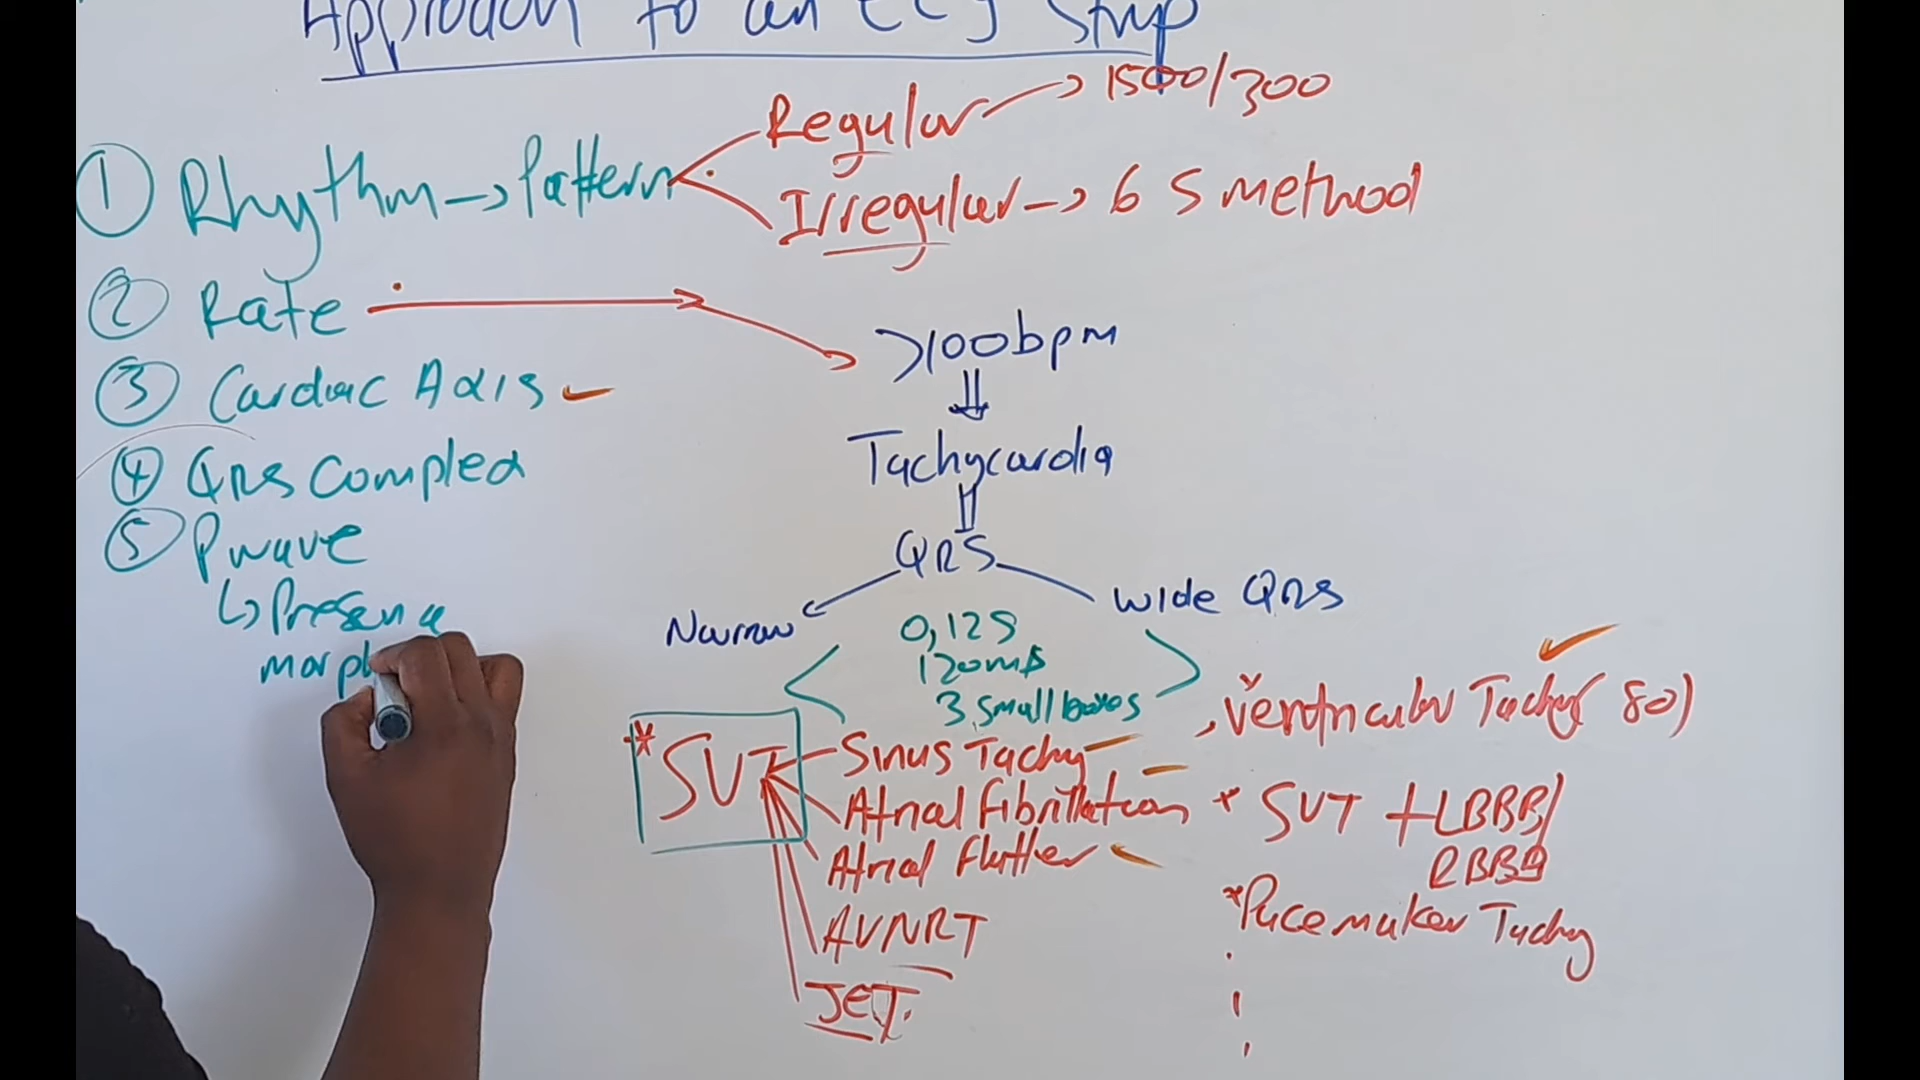 Approach to an ECG Strip
① Rhythm → Pattern
Regular → 1500/300
Irregular → 6 S method
② Rate
>100bpm
③ Cardiac Axis
Tachycardia
④ QRS Complex
QRS
⑤ P wave
Narrow
Wide QRS
↳ Presence
0,12S
120ms
3 small boxes
morph
* SVT
Sinus Tachy
Atrial fibrillation
Atrial flutter
AVNRT
JET.
Ventricular Tachy ( 80)
* SVT + LBBB/
RBBB
* Pacemaker Tachy